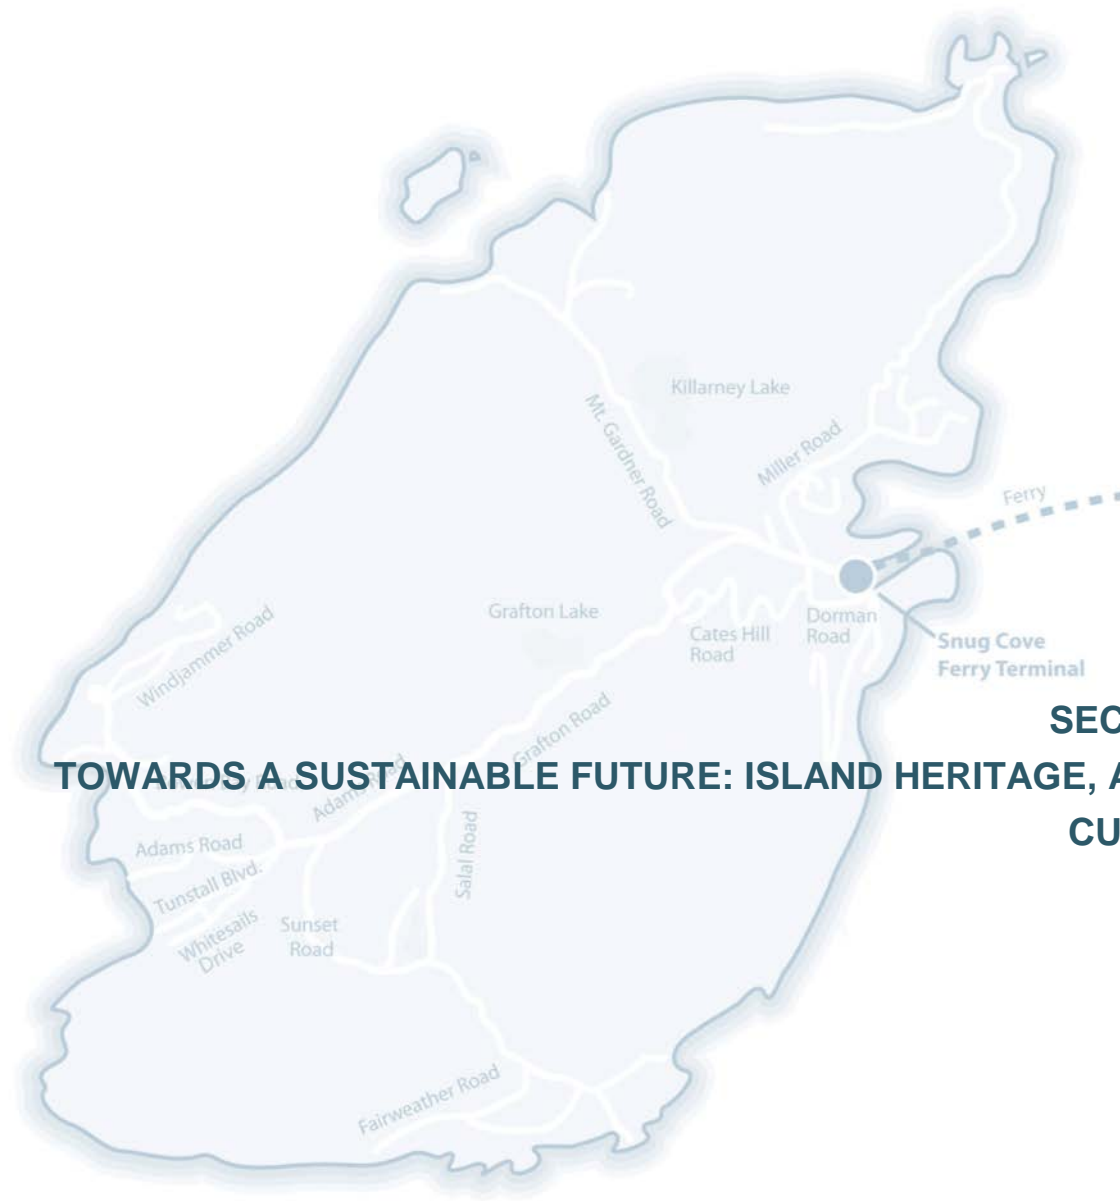 Killarney Lake
Mt. Gardner Road
Miller Road
Ferry
Grafton Lake
Cates Hill
Road
Dorman
Road
Snug Cove
Ferry Terminal
Windjammer Road
Grafton Road
SEC
TOWARDS A SUSTAINABLE FUTURE: ISLAND HERITAGE, A
CU
Adams Road
Adams Road
Salal Road
Tunstall Blvd.
Whitesails
Drive
Sunset
Road
Fairweather Road